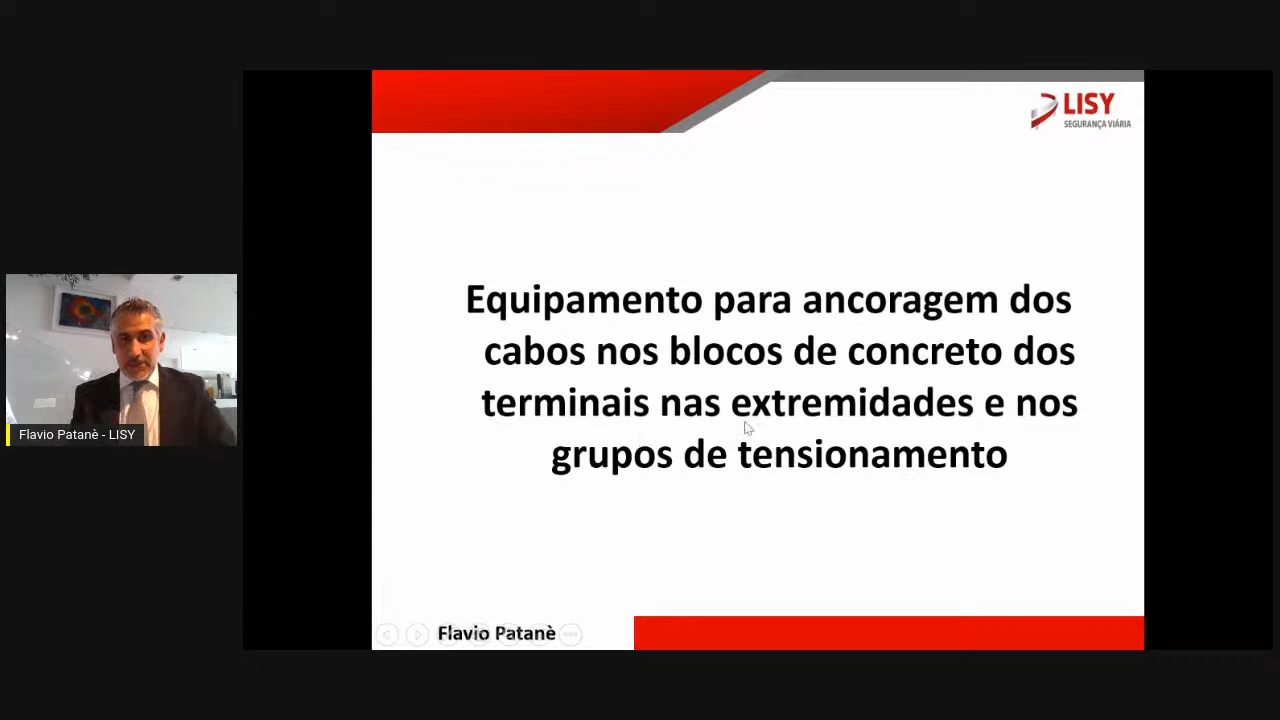 LISY
SEGURANÇA VIÁRIA
Equipamento para ancoragem dos
cabos nos blocos de concreto dos
terminais nas extremidades e nos
grupos de tensionamento
Flavio Patanè - LISY
Flavio Patanè